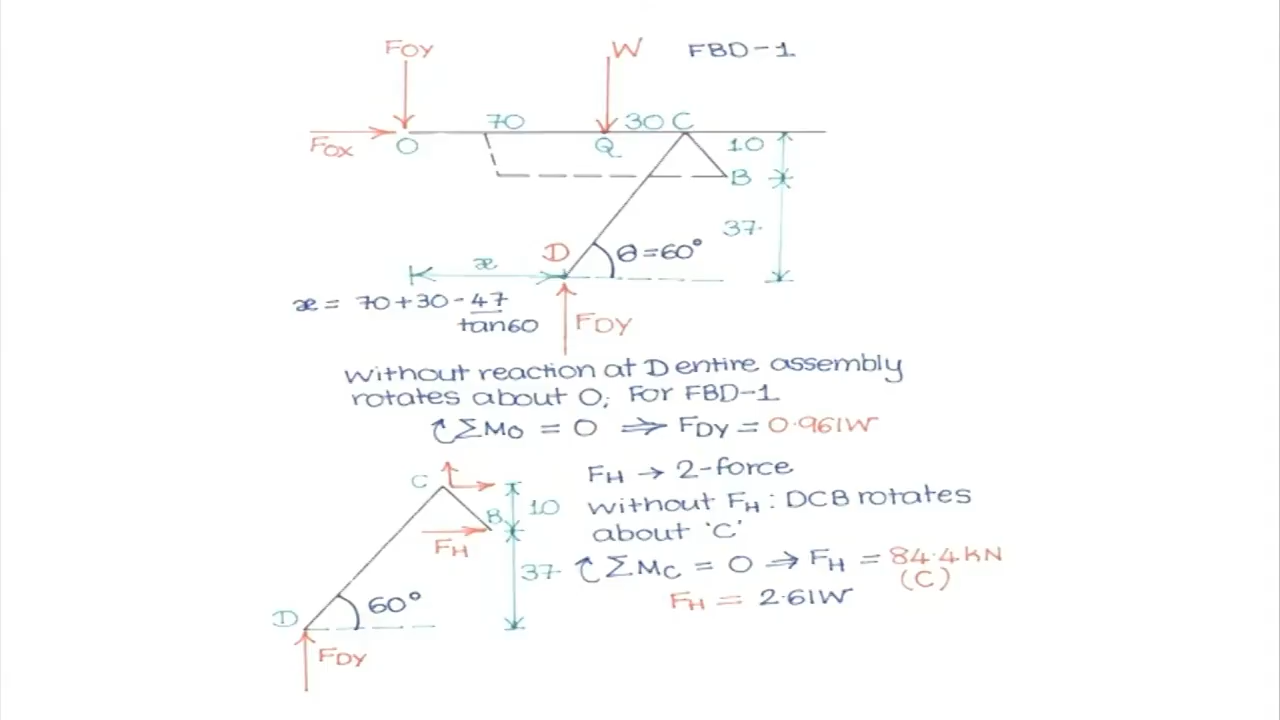 FOY
W
FBD-1
70
30 C
FOX
O
Q
10
B
37.
D
θ=60°
x
x = 70+30-47
tan60
FDY
Without reaction at D entire assembly
rotates about O, For FBD-1
ΣMO = 0 ⇒ FDY = 0.961W
C
FH → 2-force
B
10
without FH : DCB rotates
about 'C'
FH
37
ΣMC = 0 ⇒ FH = 84.4kN
(C)
60°
FH = 2.61W
D
FDY